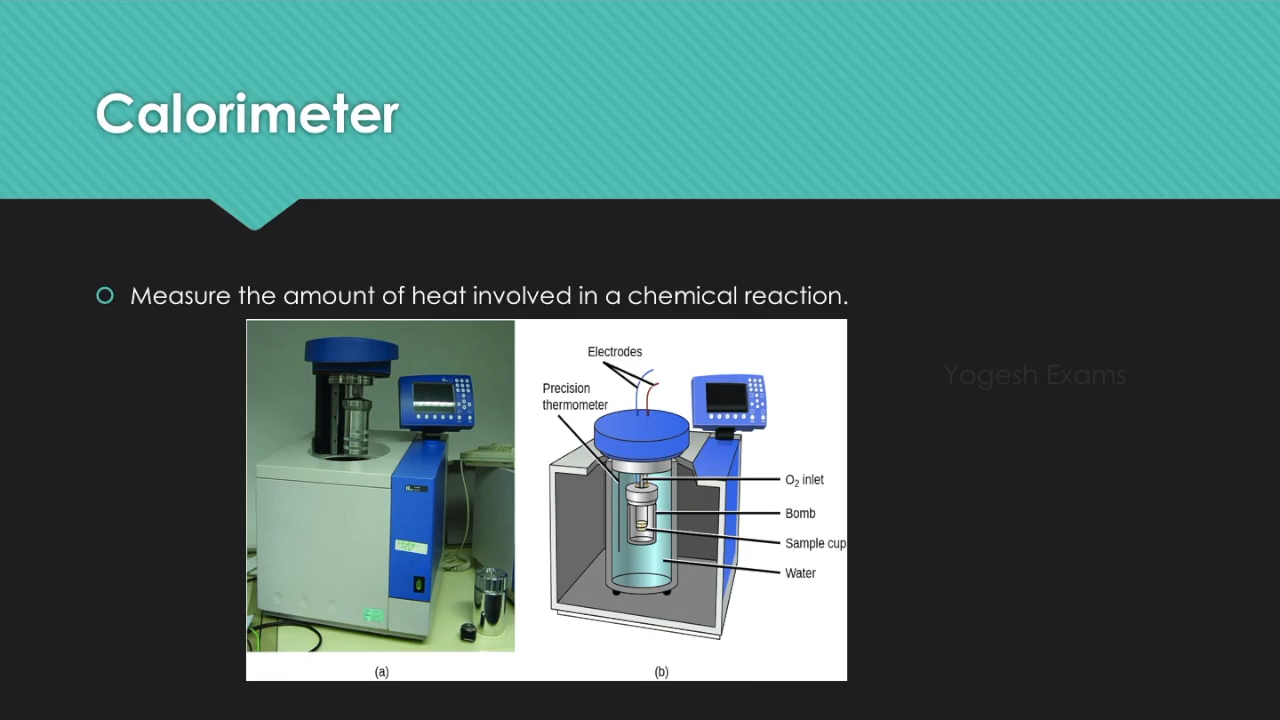 Calorimeter
Measure the amount of heat involved in a chemical reaction.
Yogesh Exams
Electrodes
Precision
thermometer
O₂ inlet
Bomb
Sample cup
Water
(a)
(b)